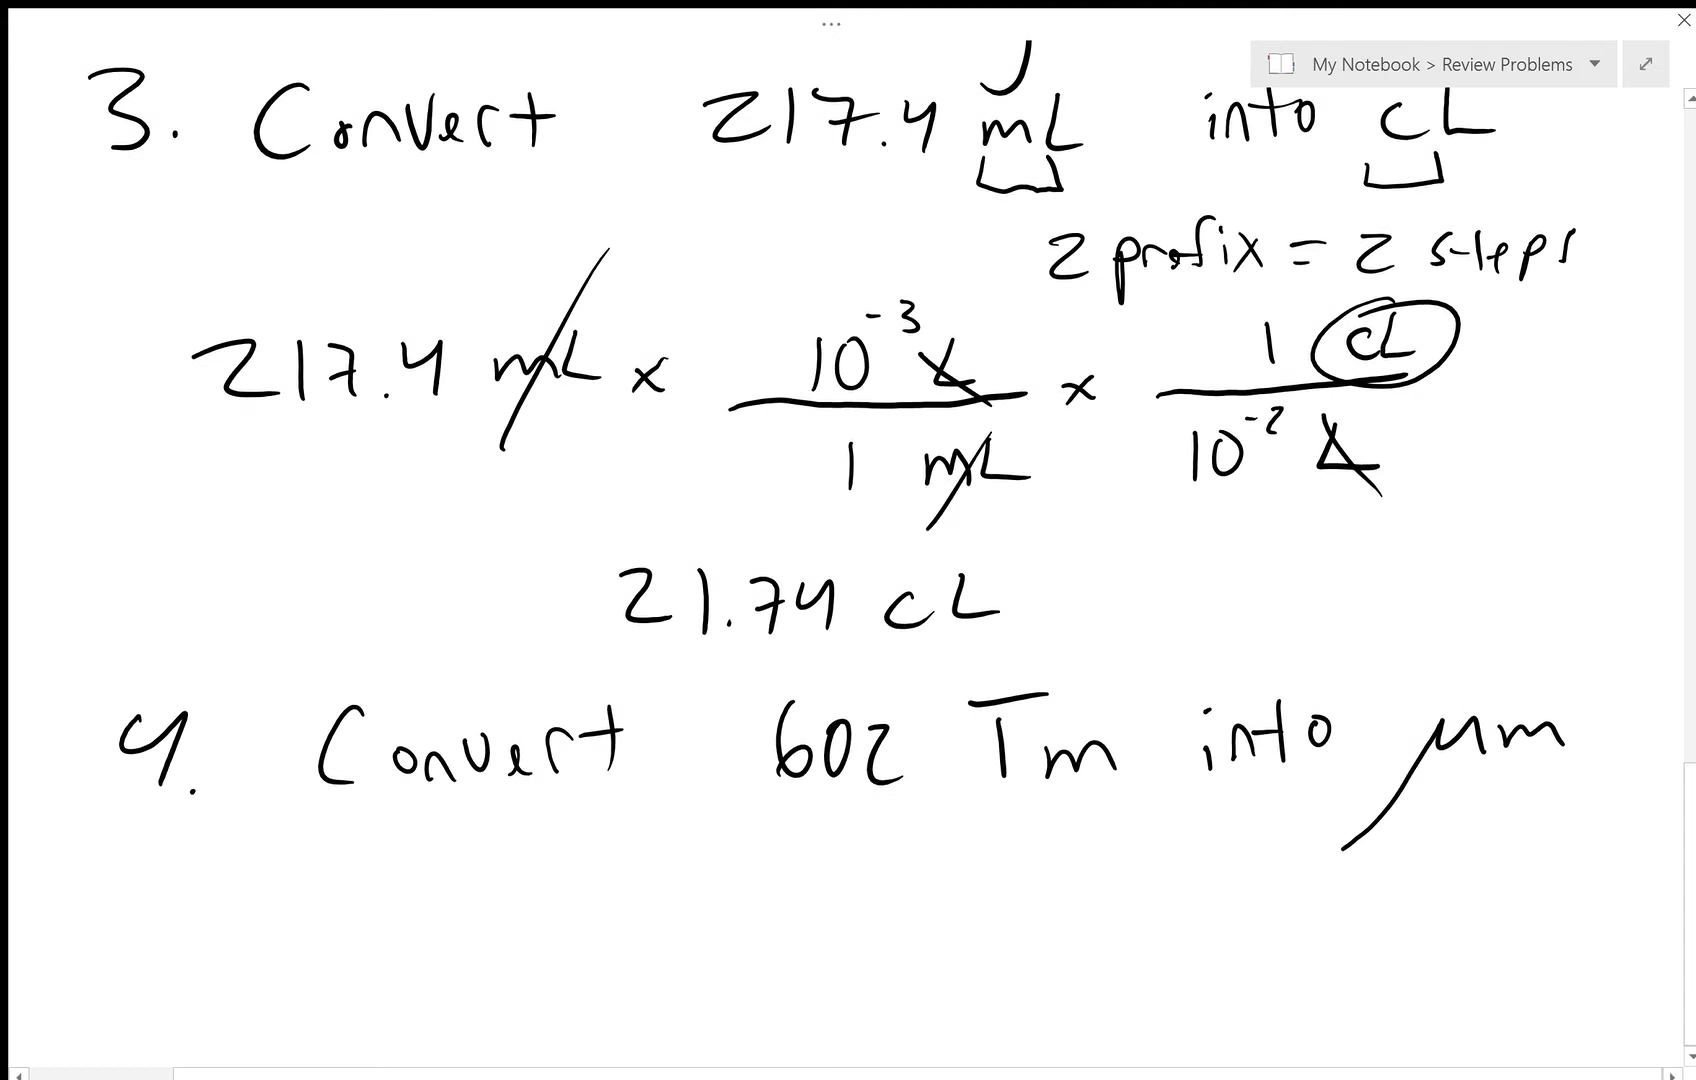 ...
My Notebook > Review Problems
3. Convert 217.4 mL into cL
2 prefix = 2 steps
217.4 mL x 10⁻³ L / 1 mL x 1 cL / 10⁻² L
21.74 cL
4. Convert 602 Tm into μm